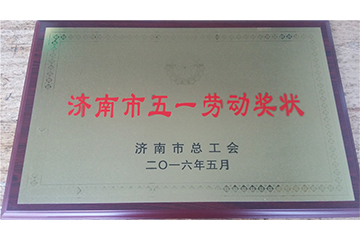 济南市五一劳动奖状
济南市总工会
二〇一六年五月